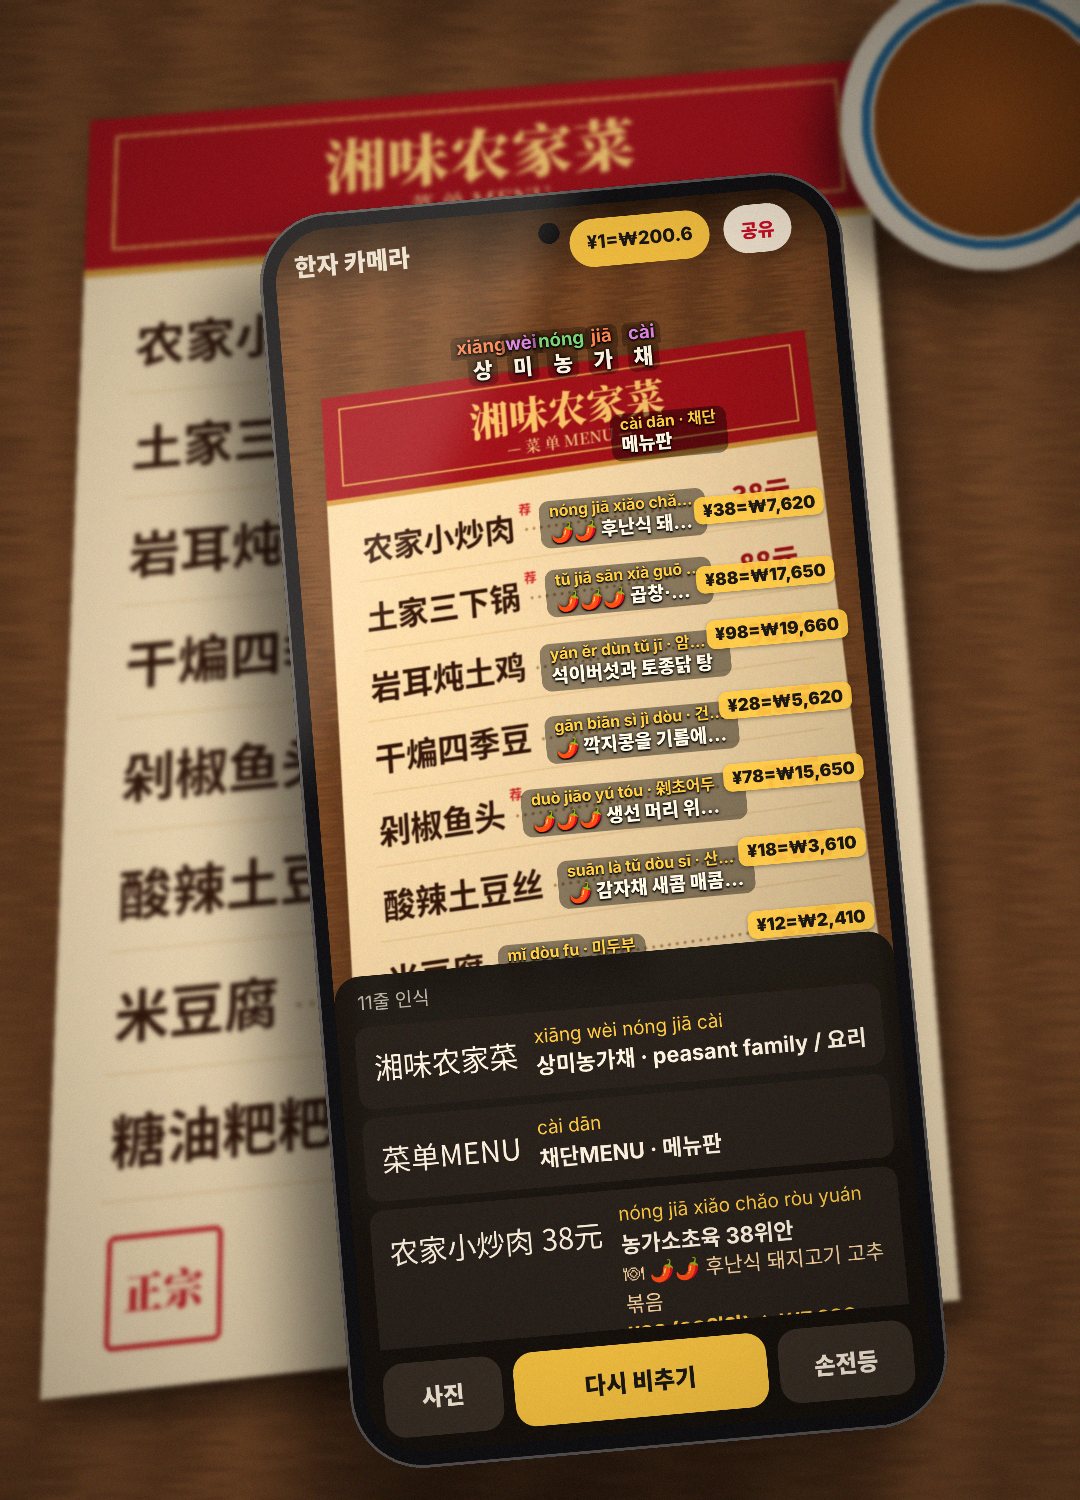 湘味农家菜
农家小
土家三
岩耳炖
干煸四
剁椒鱼
酸辣土豆
米豆腐
糖油粑粑
正宗
한자 카메라
¥1=₩200.6
공유
xiāng wèi nóng jiā cài
상 미 농 가 채
湘味农家菜
一 菜 单 MENU
cài dān · 채단
메뉴판
农家小炒肉 荐
nóng jiā xiǎo chǎ...
🌶️🌶️ 후난식 돼...
38元
¥38=₩7,620
土家三下锅 荐
tǔ jiā sān xià guō ...
🌶️🌶️🌶️ 곱창·...
88元
¥88=₩17,650
岩耳炖土鸡
yán ěr dùn tǔ jī · 암...
석이버섯과 토종닭 탕
¥98=₩19,660
干煸四季豆
gān biān sì jì dòu · 건...
🌶️ 깍지콩을 기름에...
¥28=₩5,620
剁椒鱼头 荐
duò jiāo yú tóu · 剁초어두
🌶️🌶️🌶️ 생선 머리 위...
¥78=₩15,650
酸辣土豆丝
suān là tǔ dòu sī · 산...
🌶️ 감자채 새콤 매콤...
¥18=₩3,610
米豆腐
mǐ dòu fu · 미두부
¥12=₩2,410
11줄 인식
湘味农家菜
xiāng wèi nóng jiā cài
상미농가채 · peasant family / 요리
菜单MENU
cài dān
채단MENU · 메뉴판
农家小炒肉 38元
nóng jiā xiǎo chǎo ròu yuán
농가소초육 38위안
🍽️ 🌶️🌶️ 후난식 돼지고기 고추
볶음
사진
다시 비추기
손전등